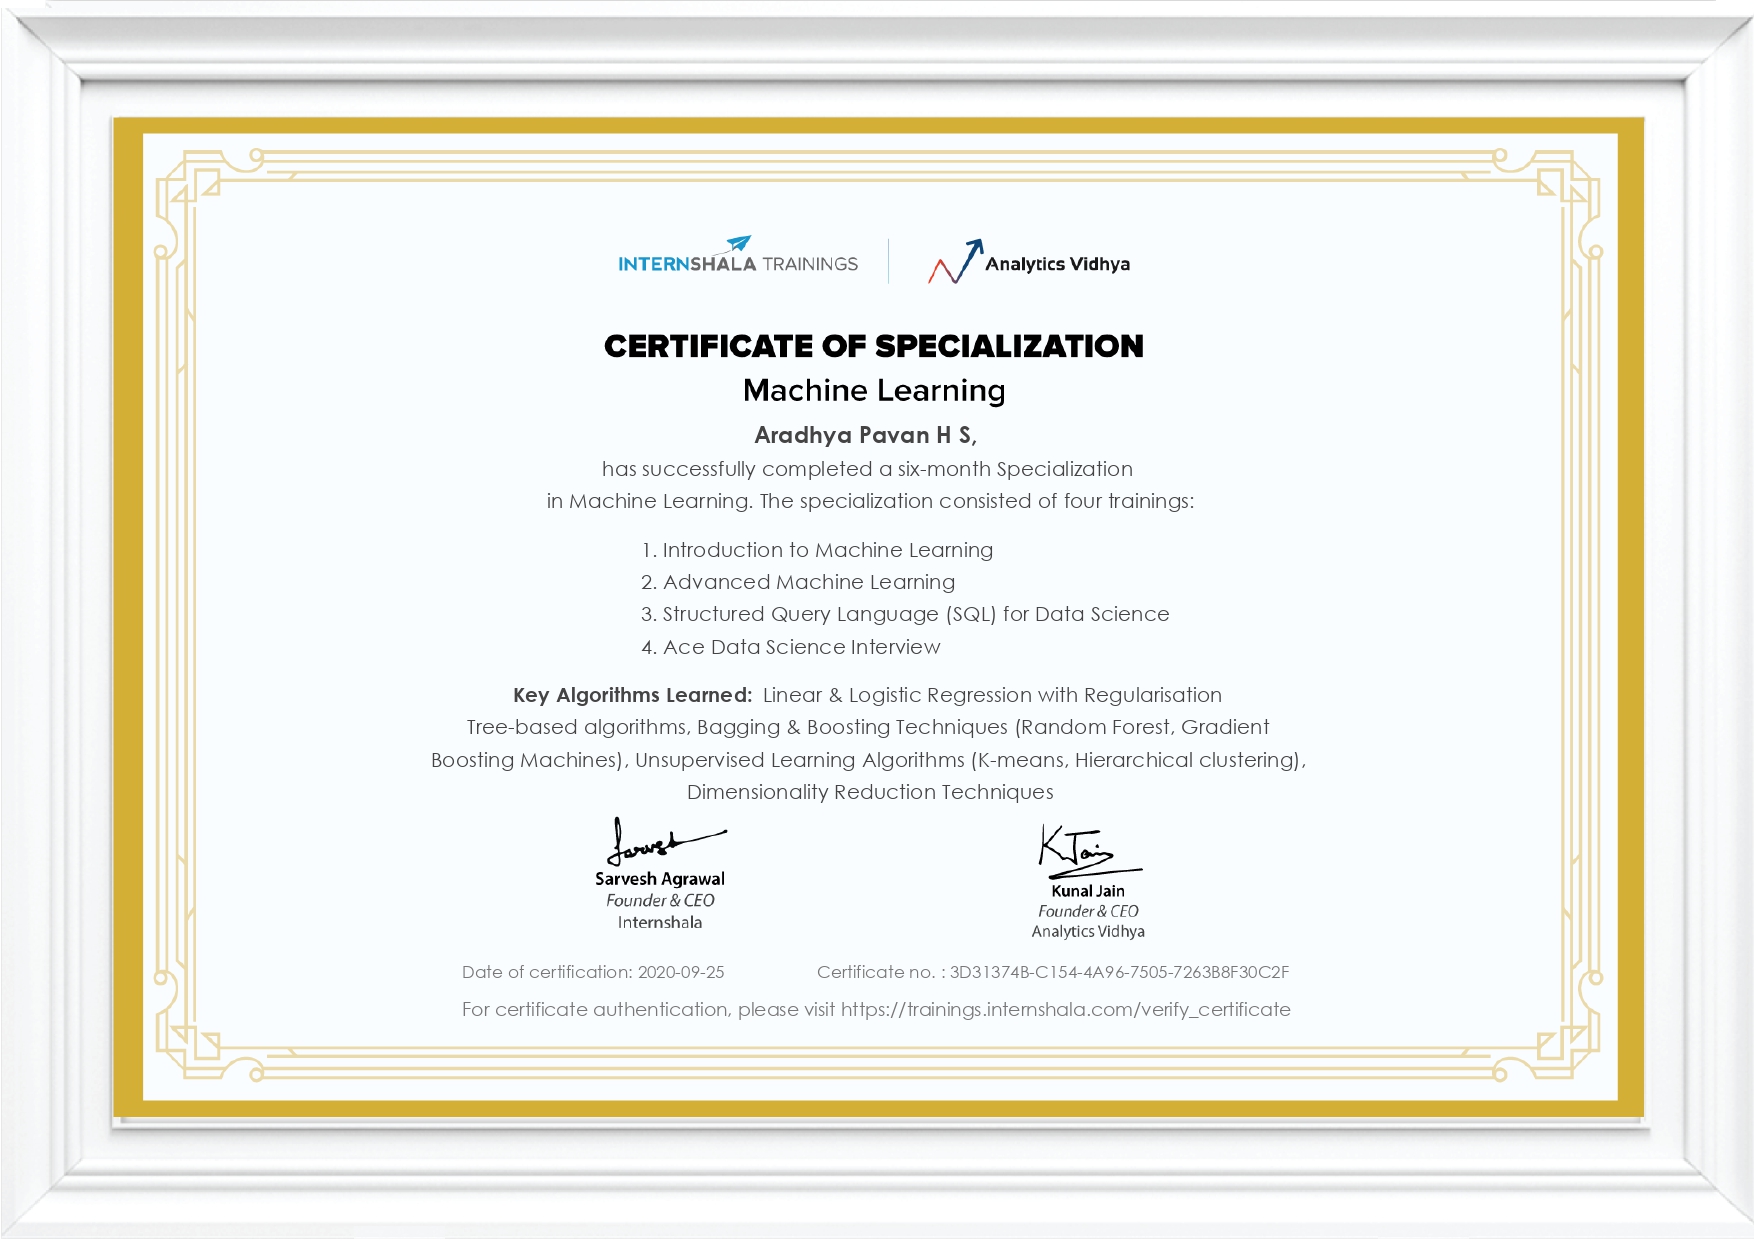 INTERNSHALA TRAININGS
Analytics Vidhya
CERTIFICATE OF SPECIALIZATION
Machine Learning
Aradhya Pavan H S,
has successfully completed a six-month Specialization
in Machine Learning. The specialization consisted of four trainings:
1. Introduction to Machine Learning
2. Advanced Machine Learning
3. Structured Query Language (SQL) for Data Science
4. Ace Data Science Interview
Key Algorithms Learned: Linear & Logistic Regression with Regularisation
Tree-based algorithms, Bagging & Boosting Techniques (Random Forest, Gradient
Boosting Machines), Unsupervised Learning Algorithms (K-means, Hierarchical clustering),
Dimensionality Reduction Techniques
Sarvesh
Sarvesh Agrawal
Founder & CEO
Internshala
KJain
Kunal Jain
Founder & CEO
Analytics Vidhya
Date of certification: 2020-09-25
Certificate no. : 3D31374B-C154-4A96-7505-7263B8F30C2F
For certificate authentication, please visit https://trainings.internshala.com/verify_certificate